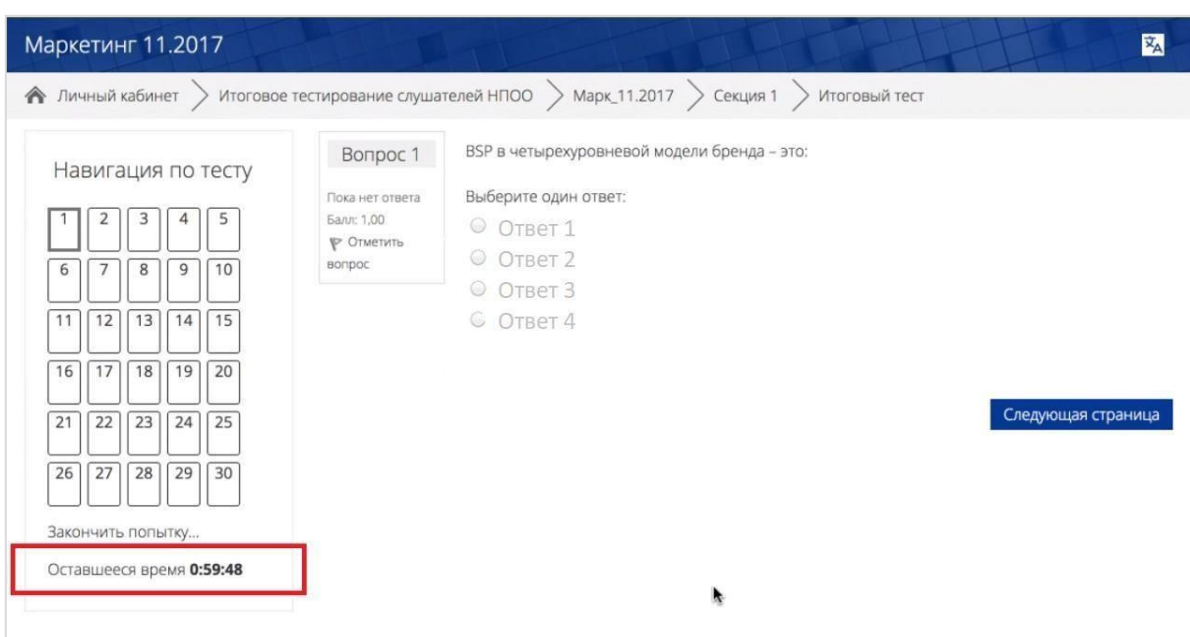 Маркетинг 11.2017
Личный кабинет
Итоговое тестирование слушателей НПОО
Марк_11.2017
Секция 1
Итоговый тест
Навигация по тесту
1 2 3 4 5
6 7 8 9 10
11 12 13 14 15
16 17 18 19 20
21 22 23 24 25
26 27 28 29 30
Закончить попытку...
Оставшееся время 0:59:48
Вопрос 1
Пока нет ответа
Балл: 1,00
Отметить
вопрос
BSP в четырехуровневой модели бренда – это:
Выберите один ответ:
Ответ 1
Ответ 2
Ответ 3
Ответ 4
Следующая страница